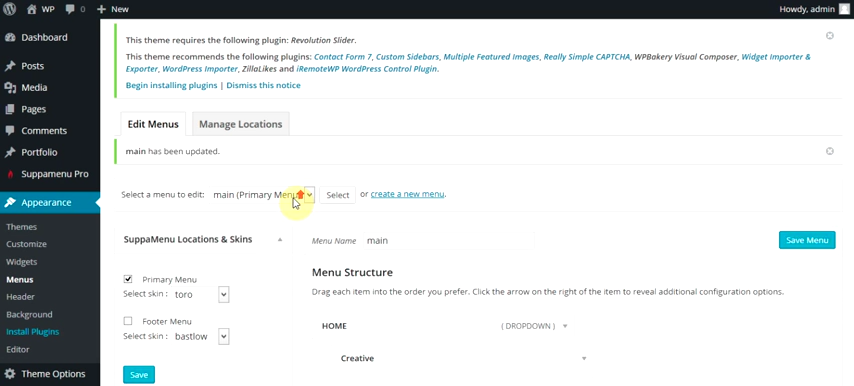 WP 0 + New Howdy, admin
Dashboard
Posts
Media
Pages
Comments
Portfolio
Suppamenu Pro
Appearance
Themes
Customize
Widgets
Menus
Header
Background
Install Plugins
Editor
Theme Options
This theme requires the following plugin: Revolution Slider.
This theme recommends the following plugins: Contact Form 7, Custom Sidebars, Multiple Featured Images, Really Simple CAPTCHA, WPBakery Visual Composer, Widget Importer &
Exporter, WordPress Importer, ZillaLikes and iRemoteWP WordPress Control Plugin.
Begin installing plugins | Dismiss this notice
Edit Menus Manage Locations
main has been updated.
Select a menu to edit: main (Primary Menu Select or create a new menu.
SuppaMenu Locations & Skins
Primary Menu
Select skin : toro
Footer Menu
Select skin : bastlow
Save
Menu Name main Save Menu
Menu Structure
Drag each item into the order you prefer. Click the arrow on the right of the item to reveal additional configuration options.
HOME ( DROPDOWN )
Creative